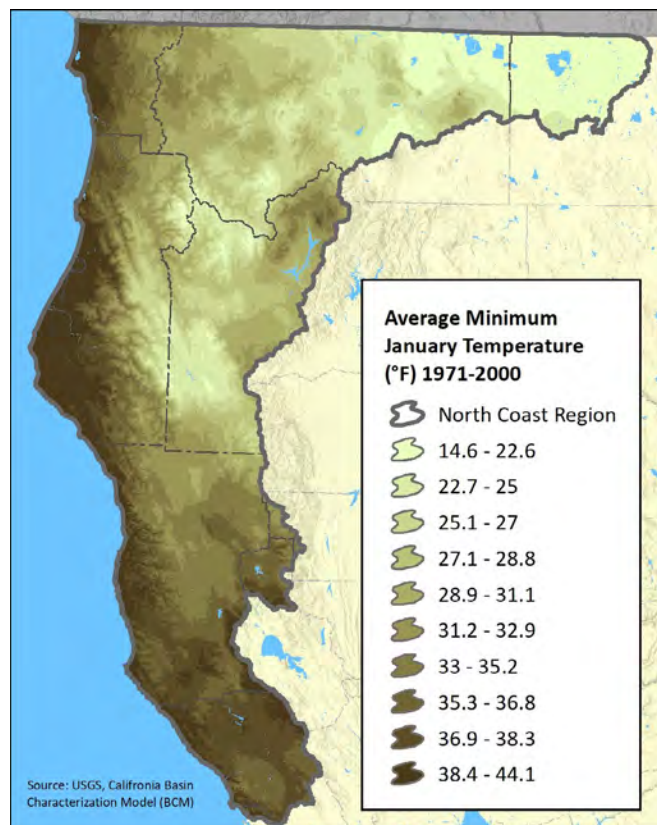 Average Minimum
January Temperature
(°F) 1971-2000
North Coast Region
14.6 - 22.6
22.7 - 25
25.1 - 27
27.1 - 28.8
28.9 - 31.1
31.2 - 32.9
33 - 35.2
35.3 - 36.8
36.9 - 38.3
38.4 - 44.1
Source: USGS, Califronia Basin
Characterization Model (BCM)